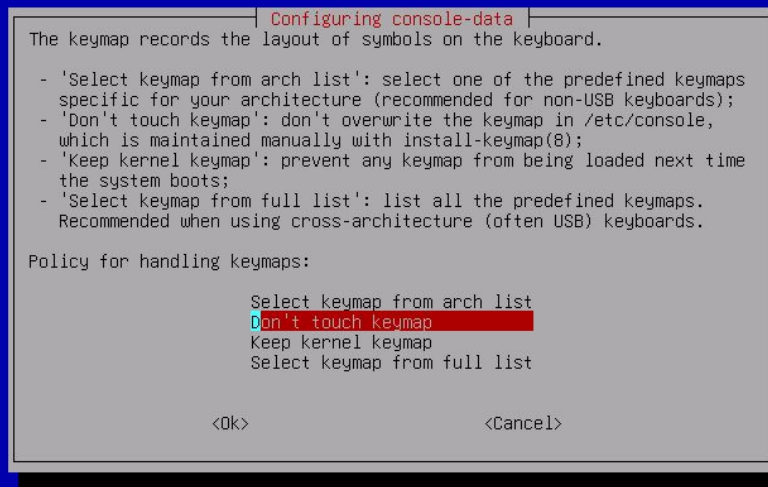 Configuring console-data
The keymap records the layout of symbols on the keyboard.
- 'Select keymap from arch list': select one of the predefined keymaps
specific for your architecture (recommended for non-USB keyboards);
- 'Don't touch keymap': don't overwrite the keymap in /etc/console,
which is maintained manually with install-keymap(8);
- 'Keep kernel keymap': prevent any keymap from being loaded next time
the system boots;
- 'Select keymap from full list': list all the predefined keymaps.
Recommended when using cross-architecture (often USB) keyboards.
Policy for handling keymaps:
Select keymap from arch list
Don't touch keymap
Keep kernel keymap
Select keymap from full list
<Ok> <Cancel>